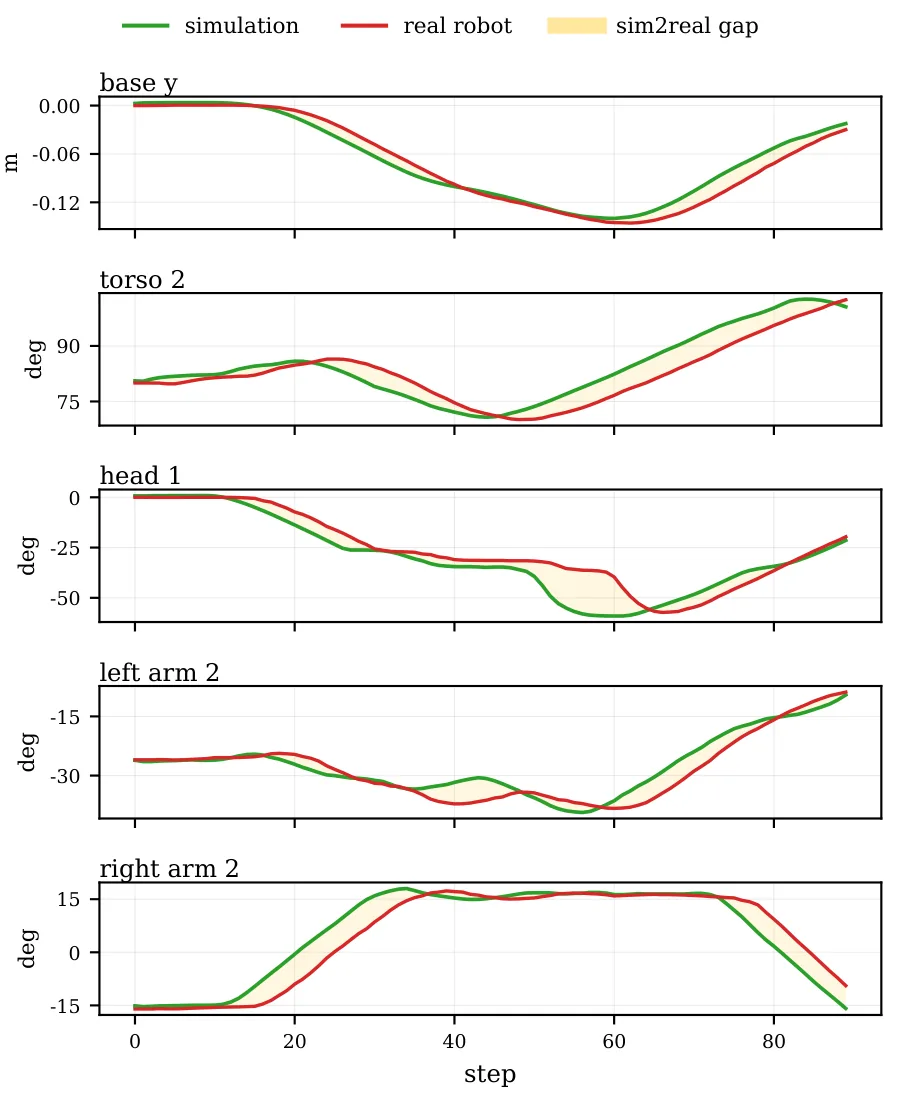 simulation real robot sim2real gap
base y
0.00
-0.06
-0.12
m
torso 2
90
75
deg
head 1
0
-25
-50
deg
left arm 2
-15
-30
deg
right arm 2
15
0
-15
deg
0 20 40 60 80
step